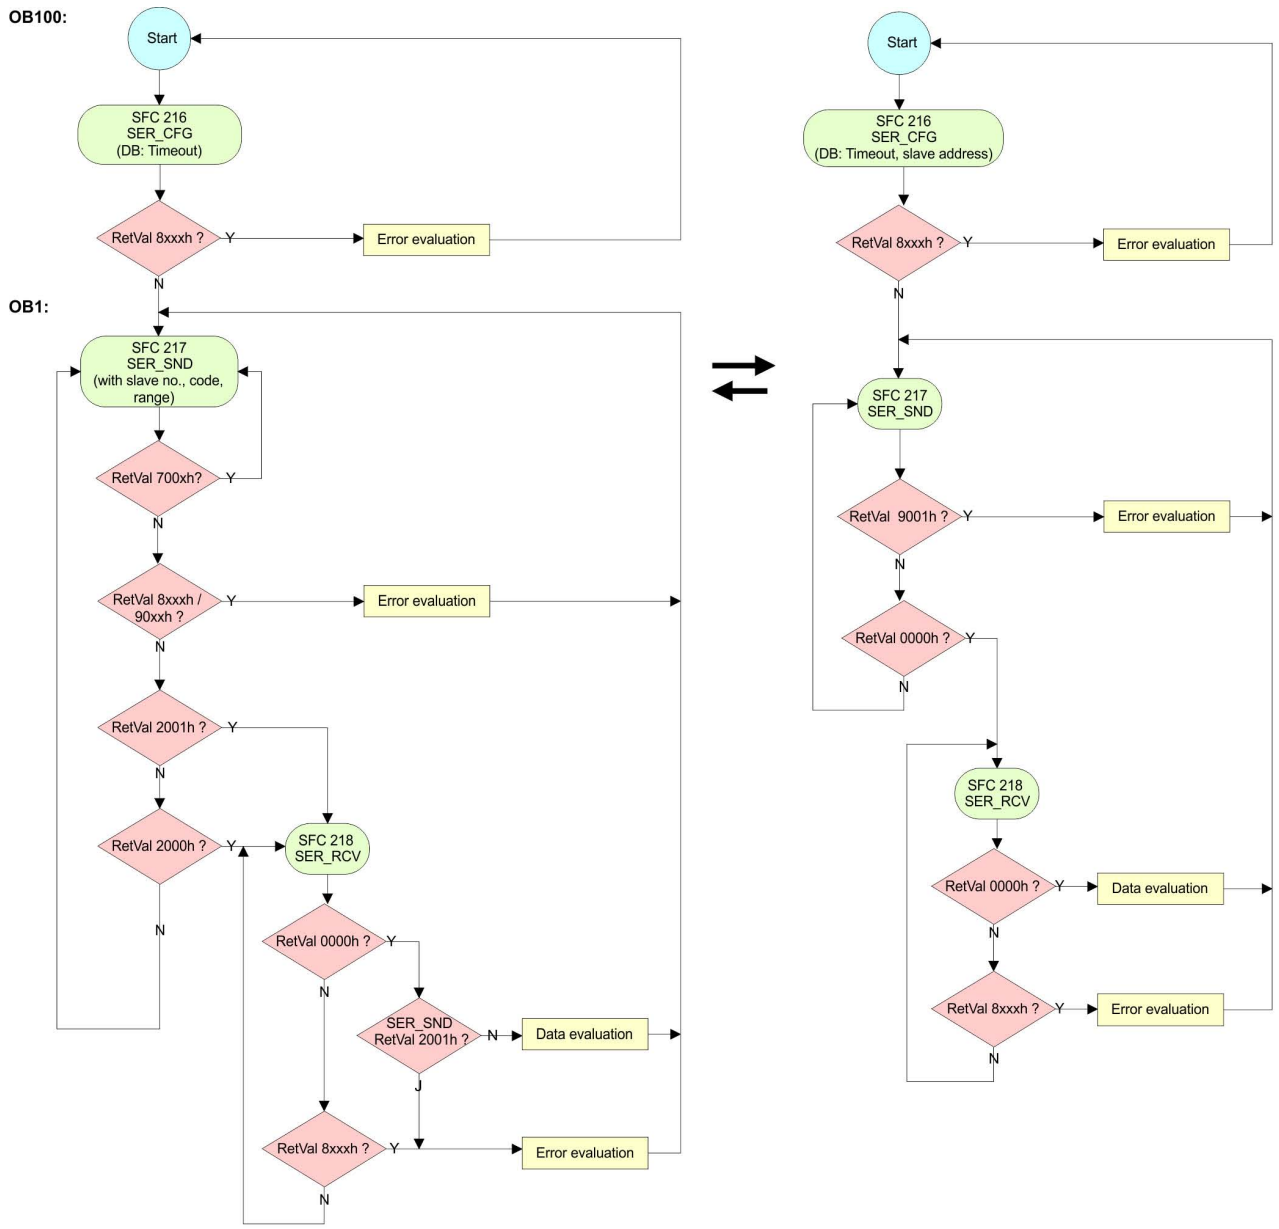 OB100:
Start
SFC 216
SER_CFG
(DB: Timeout)
RetVal 8xxxh ?
Y
Error evaluation
N
OB1:
SFC 217
SER_SND
(with slave no., code,
range)
RetVal 700xh?
Y
N
RetVal 8xxxh /
90xxh ?
Y
Error evaluation
N
RetVal 2001h ?
Y
N
RetVal 2000h ?
Y
N
SFC 218
SER_RCV
RetVal 0000h ?
Y
N
SER_SND
RetVal 2001h ?
N
Data evaluation
J
RetVal 8xxxh ?
Y
Error evaluation
N
Start
SFC 216
SER_CFG
(DB: Timeout, slave address)
RetVal 8xxxh ?
Y
Error evaluation
N
SFC 217
SER_SND
RetVal 9001h ?
Y
Error evaluation
N
RetVal 0000h ?
Y
N
SFC 218
SER_RCV
RetVal 0000h ?
Y
Data evaluation
N
RetVal 8xxxh ?
Y
Error evaluation
N